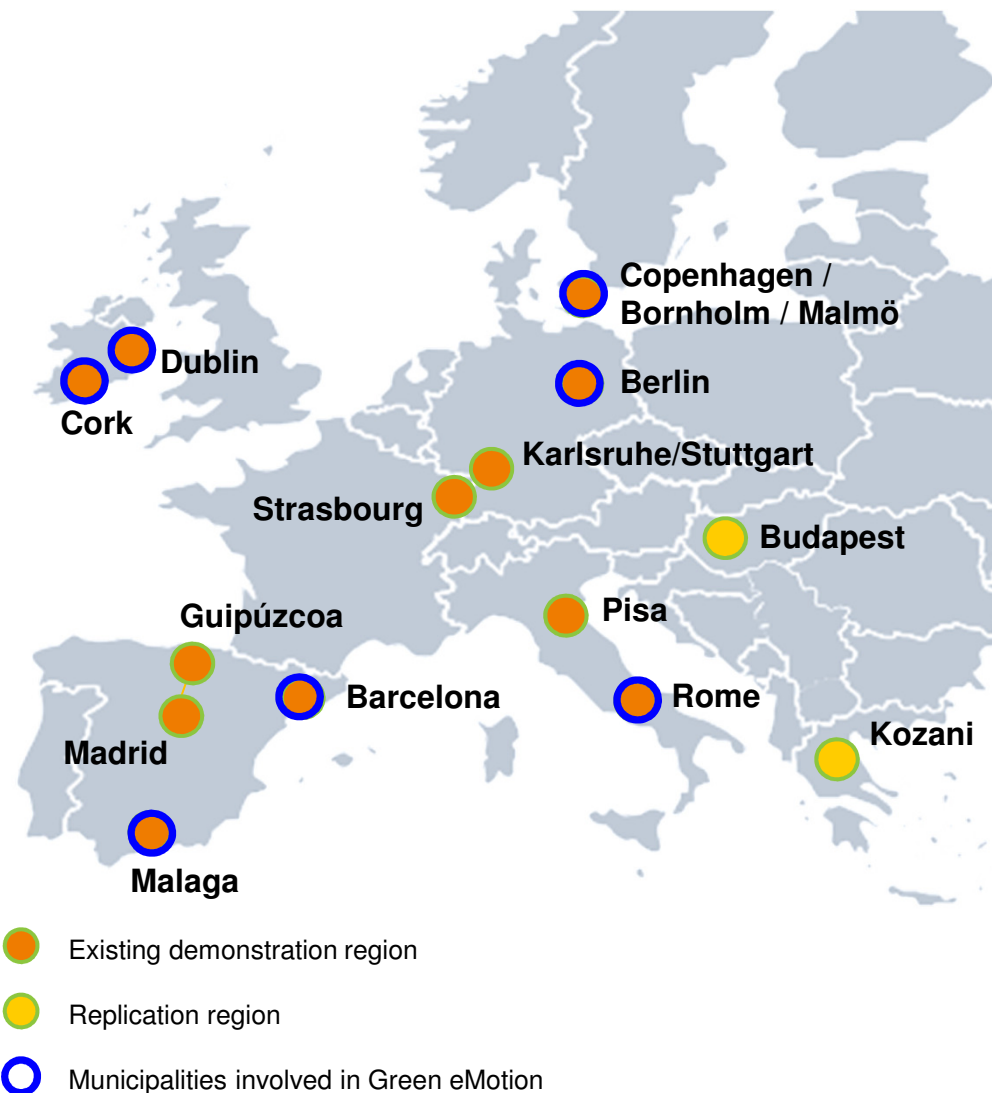 Copenhagen /
Bornholm / Malmö
Dublin
Berlin
Cork
Karlsruhe/Stuttgart
Strasbourg
Budapest
Guipúzcoa
Pisa
Barcelona
Rome
Kozani
Madrid
Malaga
Existing demonstration region
Replication region
Municipalities involved in Green eMotion